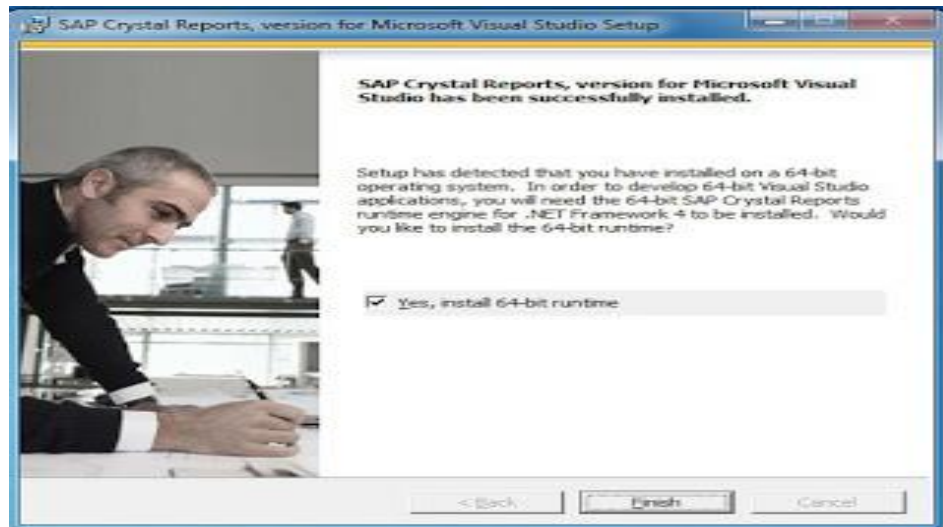 SAP Crystal Reports, version for Microsoft Visual Studio Setup
SAP Crystal Reports, version for Microsoft Visual
Studio has been successfully installed.
Setup has detected that you have installed on a 64-bit
operating system. In order to develop 64-bit Visual Studio
applications, you will need the 64-bit SAP Crystal Reports
runtime engine for .NET Framework 4 to be installed. Would
you like to install the 64-bit runtime?
Yes, install 64-bit runtime
< Back
Finish
Cancel